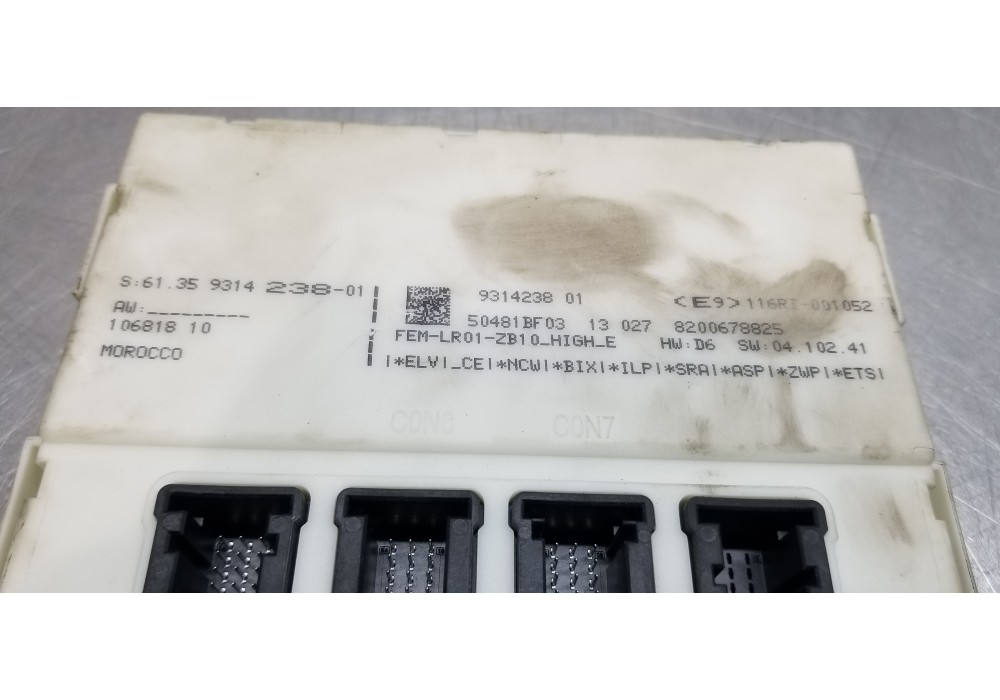 S:61.35 9314 238-01
AW:_________
106818 10
MOROCCO
9314238 01
<E9> 116RI-001052
50481BF03 13 027 8200678825
FEM-LR01-ZB10_HIGH_E HW:D6 SW:04.102.41
|*ELV|_CE|*NCW|*BIX|*ILP|*SRA|*ASP|*ZWP|*ETS|
CON6 CON7